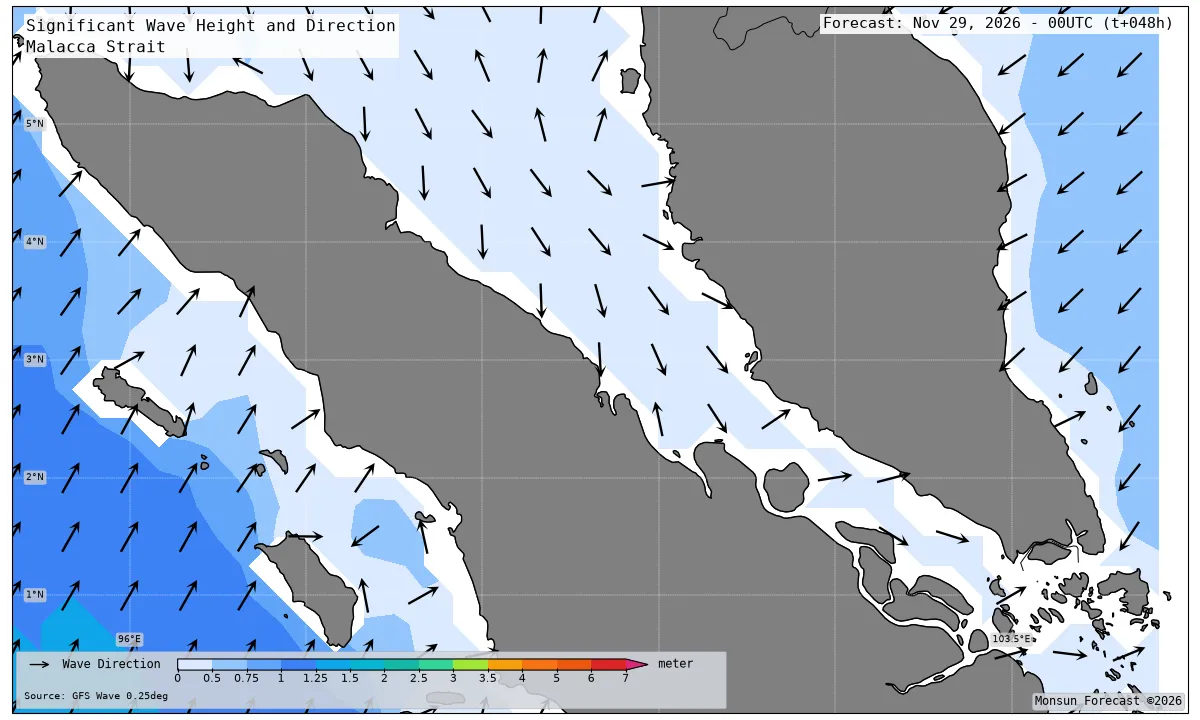 Significant Wave Height and Direction
Malacca Strait
Forecast: Nov 29, 2026 - 00UTC (t+048h)
5°N
4°N
3°N
2°N
1°N
96°E
103.5°E
Wave Direction
meter
0 0.5 0.75 1 1.25 1.5 2 2.5 3 3.5 4 5 6 7
Source: GFS Wave 0.25deg
Monsun Forecast ©2026